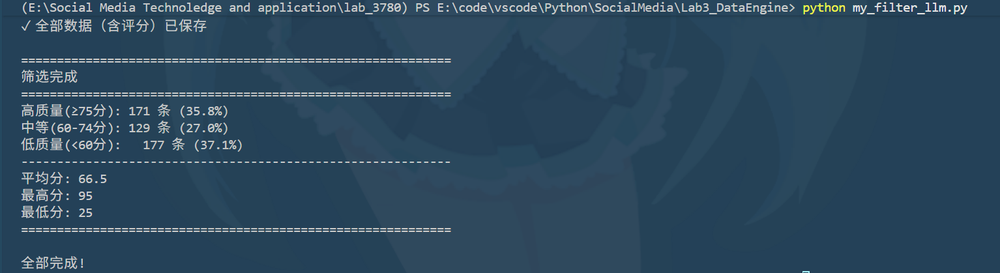 (E:\Social Media Technoledge and application\lab_3780) PS E:\code\vscode\Python\SocialMedia\Lab3_DataEngine> python my_filter_llm.py
✓ 全部数据（含评分）已保存
============================================================
筛选完成
============================================================
高质量(≥75分): 171 条 (35.8%)
中等(60-74分): 129 条 (27.0%)
低质量(<60分):   177 条 (37.1%)
------------------------------------------------------------
平均分: 66.5
最高分: 95
最低分: 25
============================================================
全部完成!